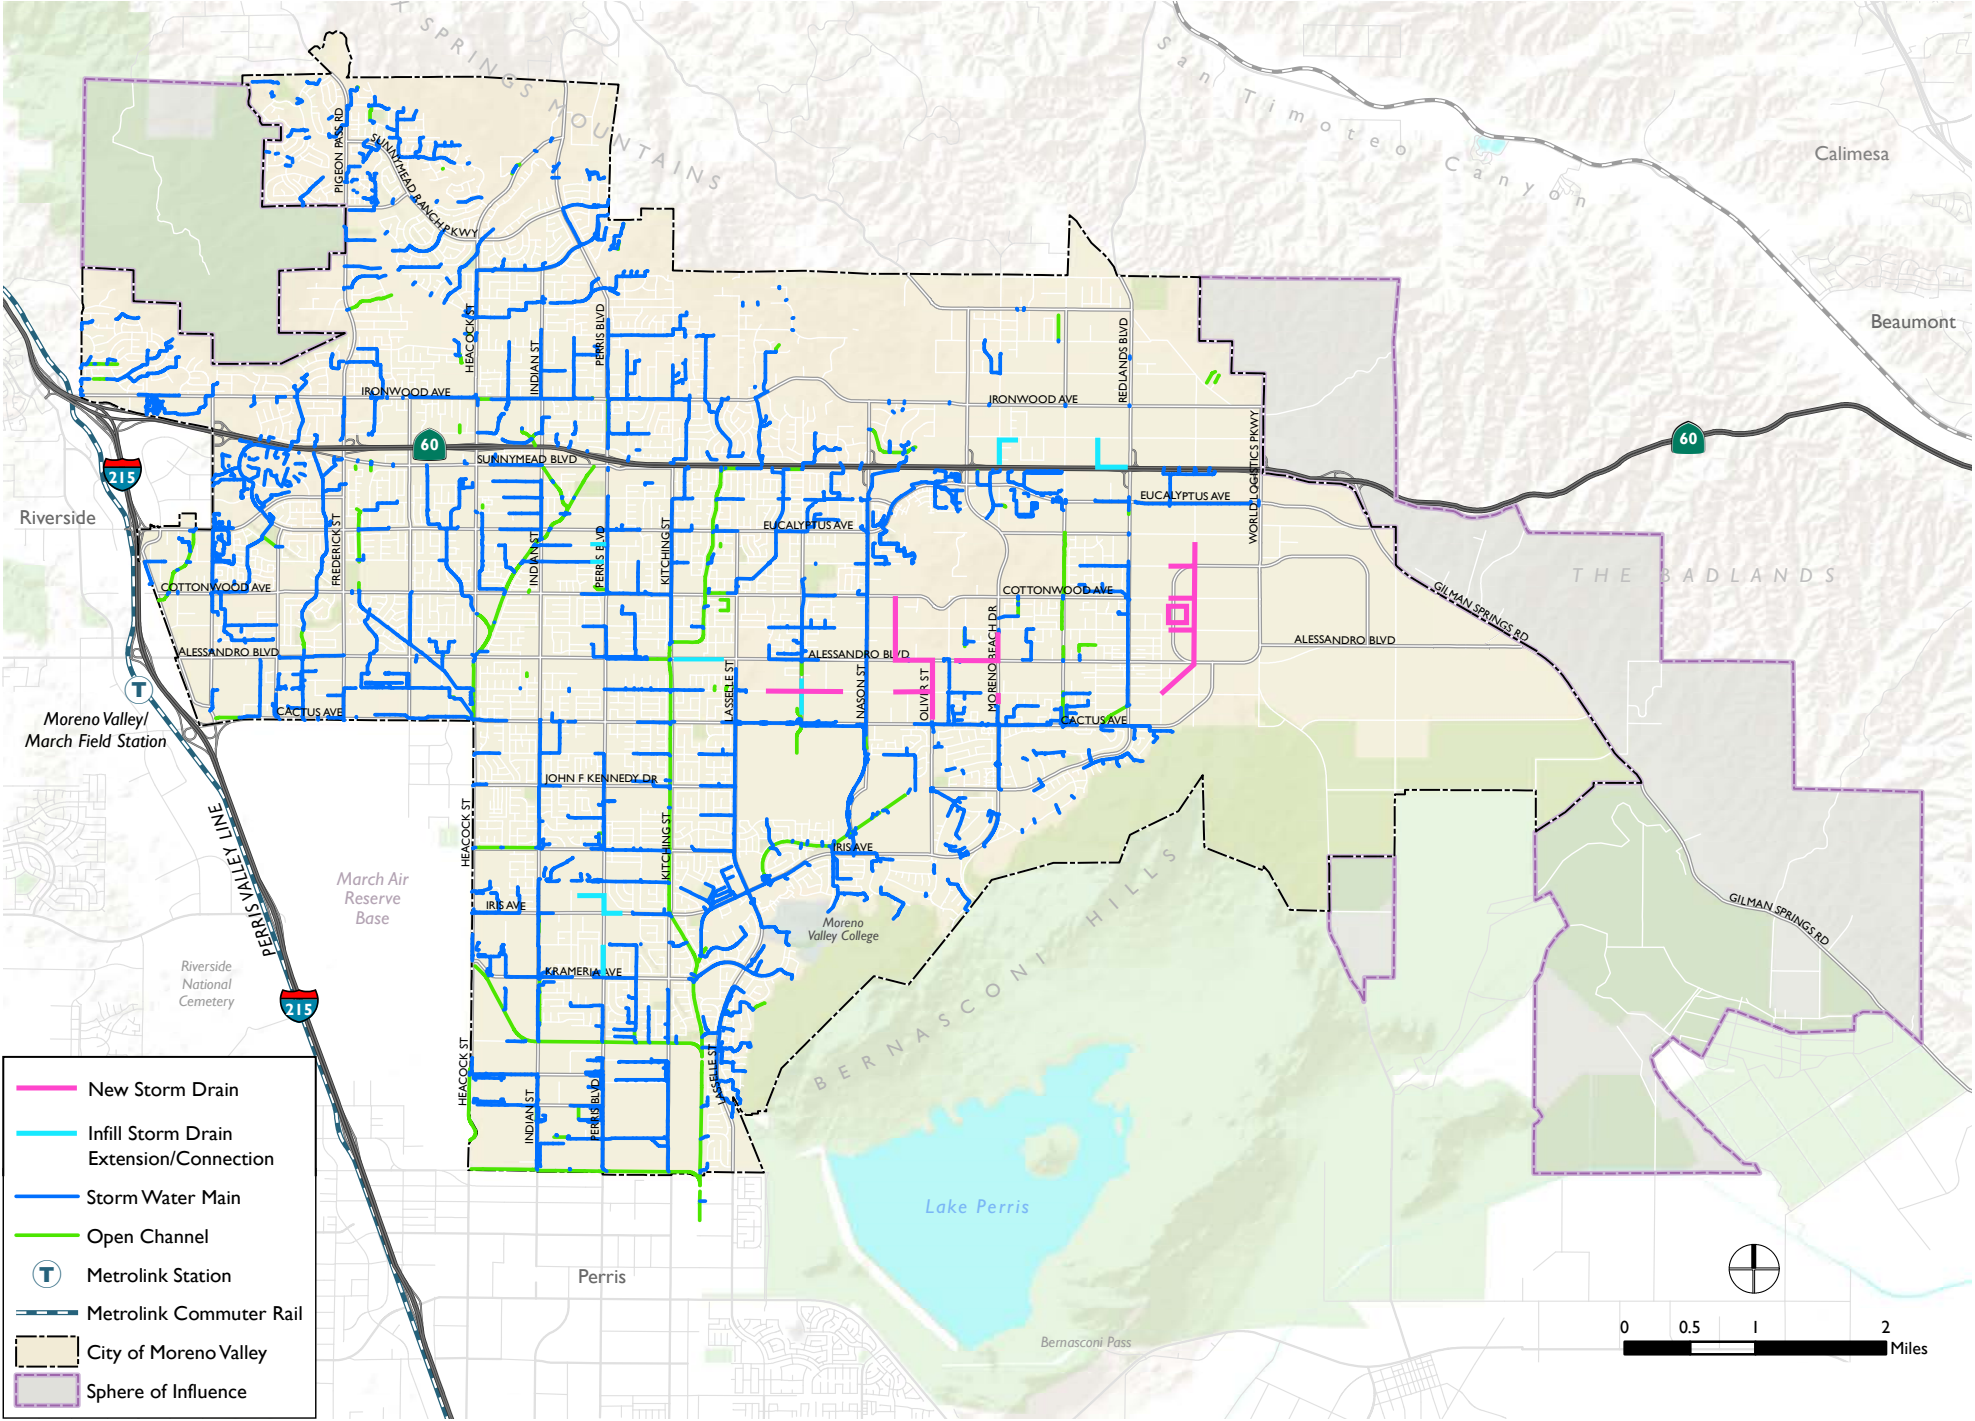 X SPRINGS MOUNTAINS
San Timoteo Canyon
Calimesa
PIGEON PASS RD
SUNNYMEAD RANCH PKWY
Beaumont
HEACOCK ST
INDIAN ST
PERRIS BLVD
REDLANDS BLVD
IRONWOOD AVE
IRONWOOD AVE
WORLD LOGISTICS PKWY
60
60
SUNNYMEAD BLVD
215
EUCALYPTUS AVE
Riverside
FREDERICK ST
INDIAN ST
PERRIS BLVD
KITCHING ST
EUCALYPTUS AVE
THE BADLANDS
COTTONWOOD AVE
COTTONWOOD AVE
GILMAN SPRINGS RD
MORENO BEACH DR
ALESSANDRO BLVD
ALESSANDRO BLVD
ALESSANDRO BLVD
LASSELLE ST
NASON ST
OLIVER ST
T
Moreno Valley/
March Field Station
CACTUS AVE
CACTUS AVE
JOHN F KENNEDY DR
HEACOCK ST
KITCHING ST
PERRIS VALLEY LINE
IRIS AVE
March Air
Reserve
Base
IRIS AVE
Moreno
Valley College
BERNASCONI HILLS
GILMAN SPRINGS RD
Riverside
National
Cemetery
KRAMERIA AVE
215
HEACOCK ST
INDIAN ST
PERRIS BLVD
LASSELLE ST
Lake Perris
Perris
Bernasconi Pass
New Storm Drain
Infill Storm Drain
Extension/Connection
Storm Water Main
Open Channel
T
Metrolink Station
Metrolink Commuter Rail
City of Moreno Valley
Sphere of Influence
0 0.5 1 2
Miles